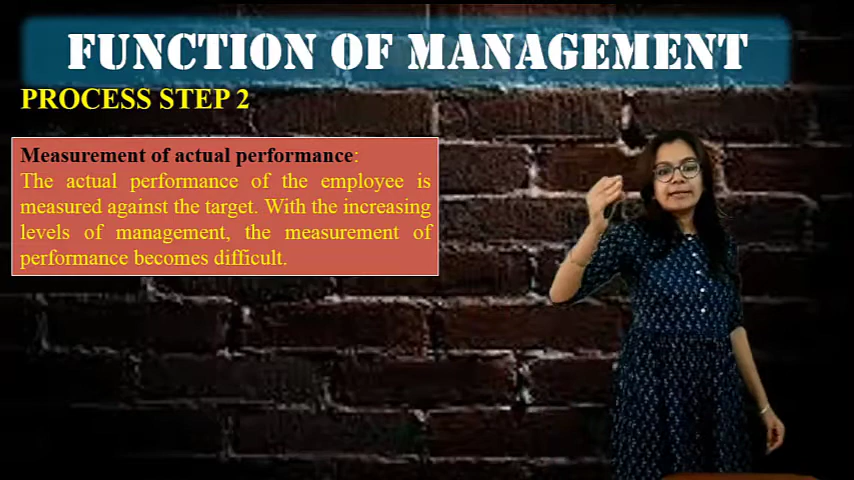 FUNCTION OF MANAGEMENT
PROCESS STEP 2
Measurement of actual performance:
The actual performance of the employee is
measured against the target. With the increasing
levels of management, the measurement of
performance becomes difficult.